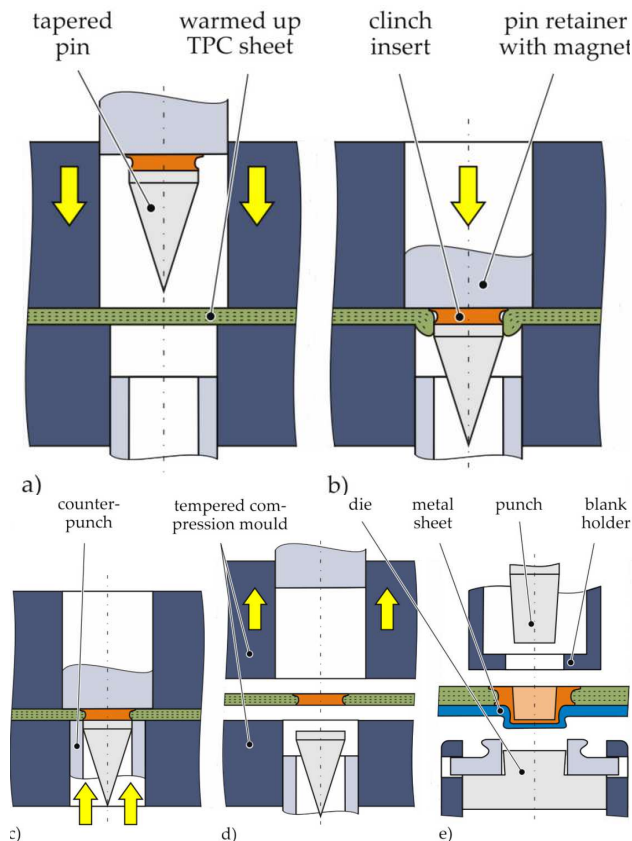 tapered
pin
warmed up
TPC sheet
clinch
insert
pin retainer
with magnet
a)
b)
counter-
punch
tempered com-
pression mould
die
metal
sheet
punch
blank
holder
c)
d)
e)